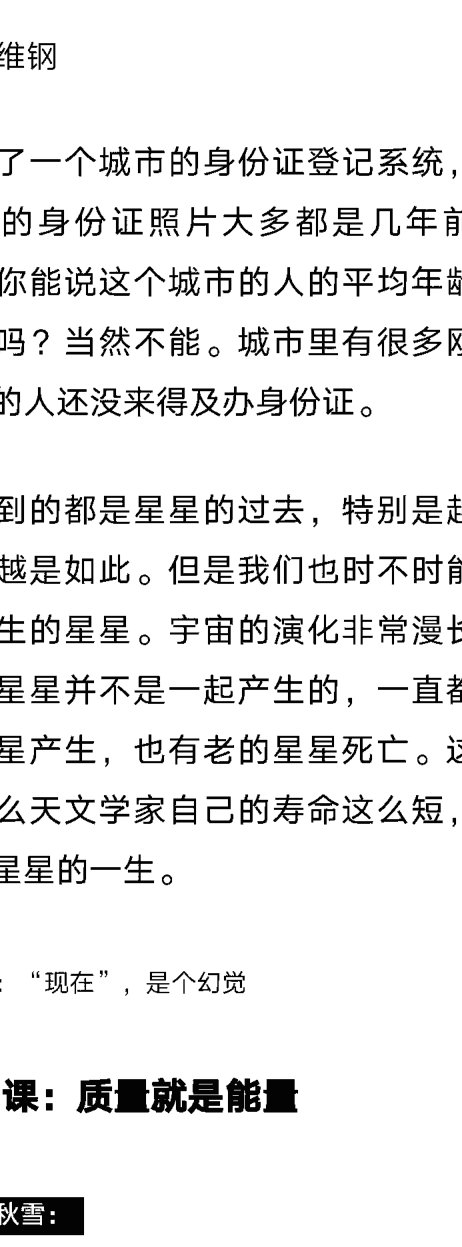 维钢
了一个城市的身份证登记系统，
的身份证照片大多都是几年前
你能说这个城市的人的平均年龄
吗？当然不能。城市里有很多刚
的人还没来得及办身份证。
到的都是星星的过去，特别是越
越是如此。但是我们也时不时能
生的星星。宇宙的演化非常漫长
星星并不是一起产生的，一直都
星产生，也有老的星星死亡。这
么天文学家自己的寿命这么短，
星星的一生。
：“现在”，是个幻觉
课：质量就是能量
秋雪：